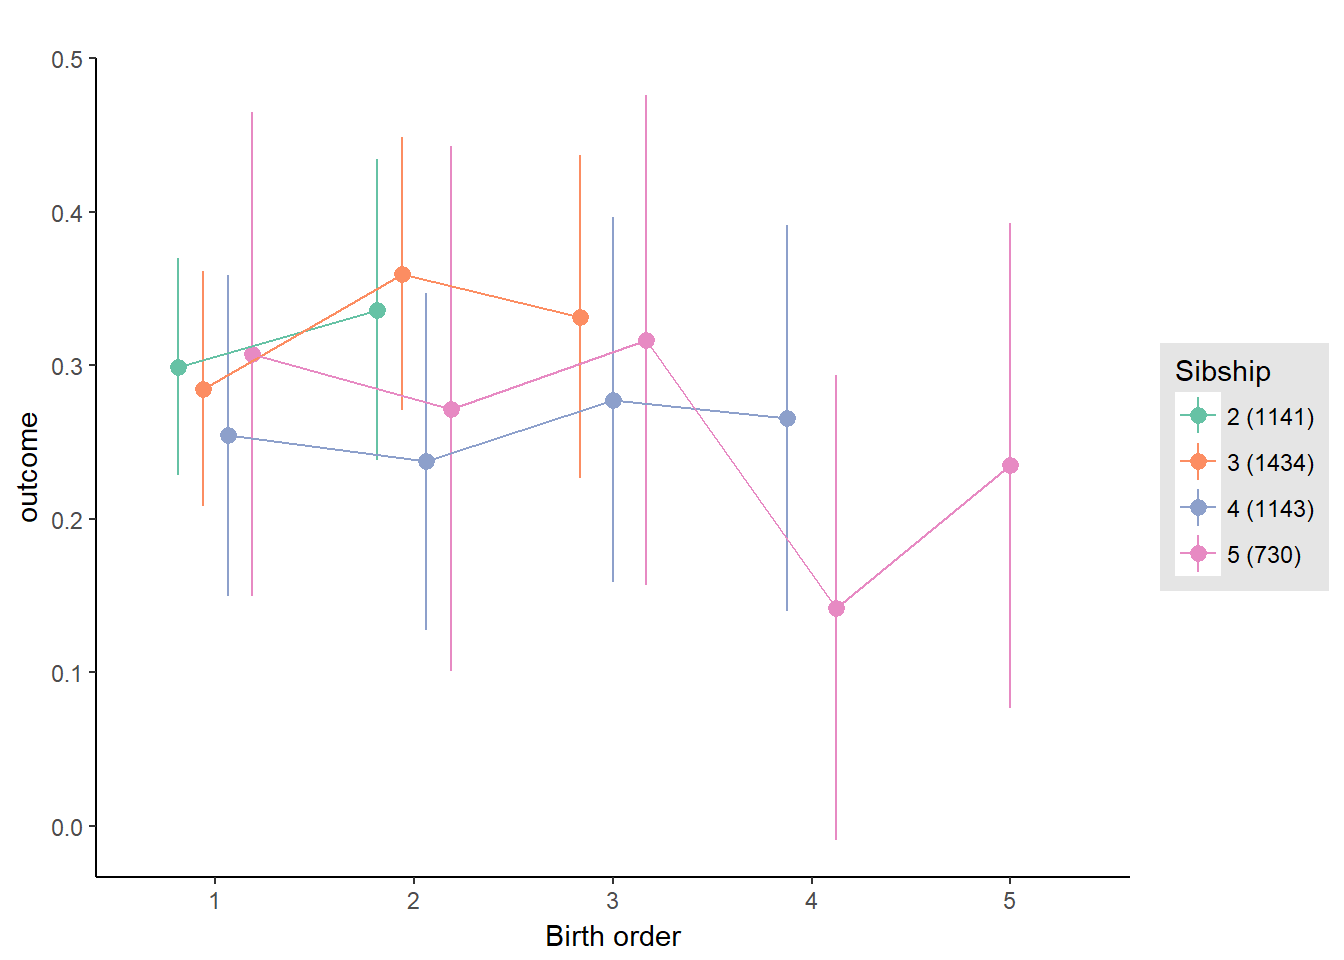 0.5
0.4
0.3
0.2
0.1
0.0
outcome
1 2 3 4 5
Birth order
Sibship
2 (1141)
3 (1434)
4 (1143)
5 (730)